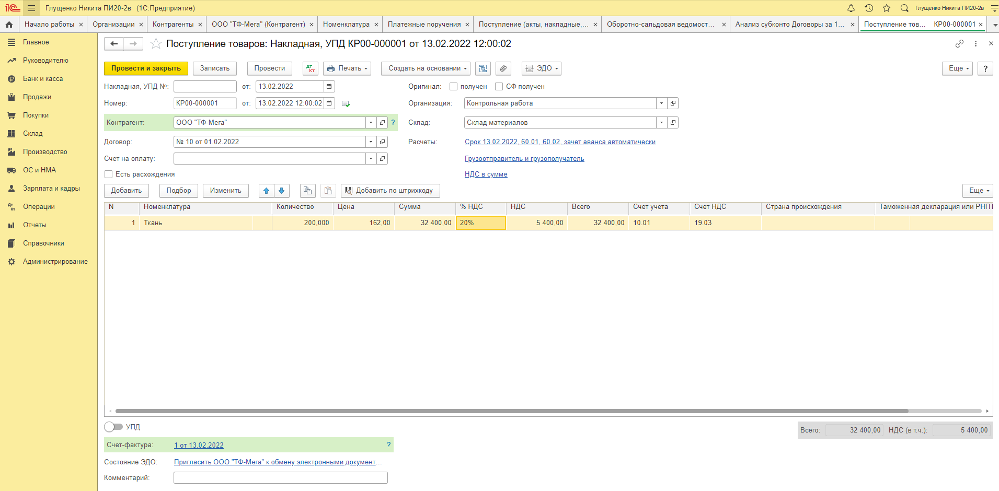 1С Глущенко Никита ПИ20-2в (1С:Предприятие) Глущенко Никита ПИ20-2в
Начало работы × Организации × Контрагенты × ООО "ТФ-Мега" (Контрагент) × Номенклатура × Платежные поручения × Поступление (акты, накладные,... × Оборотно-сальдовая ведомост... × Анализ субконто Договоры за 1... × Поступление тов... КР00-000001 ×
Главное
Руководителю
Банк и касса
Продажи
Покупки
Склад
Производство
ОС и НМА
Зарплата и кадры
Операции
Отчеты
Справочники
Администрирование
Поступление товаров: Накладная, УПД КР00-000001 от 13.02.2022 12:00:02
Провести и закрыть Записать Провести Дт Кт Печать Создать на основании ЭДО Еще ?
Накладная, УПД №: от: 13.02.2022 Оригинал: получен СФ получен
Номер: КР00-000001 от: 13.02.2022 12:00:02 Организация: Контрольная работа
Контрагент: ООО "ТФ-Мега" ? Склад: Склад материалов
Договор: № 10 от 01.02.2022 Расчеты: Срок 13.02.2022, 60.01, 60.02, зачет аванса автоматически
Счет на оплату: Грузоотправитель и грузополучатель
Есть расхождения НДС в сумме
Добавить Подбор Изменить Добавить по штрихкоду Еще
N Номенклатура Количество Цена Сумма % НДС НДС Всего Счет учета Счет НДС Страна происхождения Таможенная декларация или РНПТ
1 Ткань 200,000 162,00 32 400,00 20% 5 400,00 32 400,00 10.01 19.03
УПД Всего: 32 400,00 НДС (в т.ч.): 5 400,00
Счет-фактура: 1 от 13.02.2022 ?
Состояние ЭДО: Пригласить ООО "ТФ-Мега" к обмену электронными документ...
Комментарий: